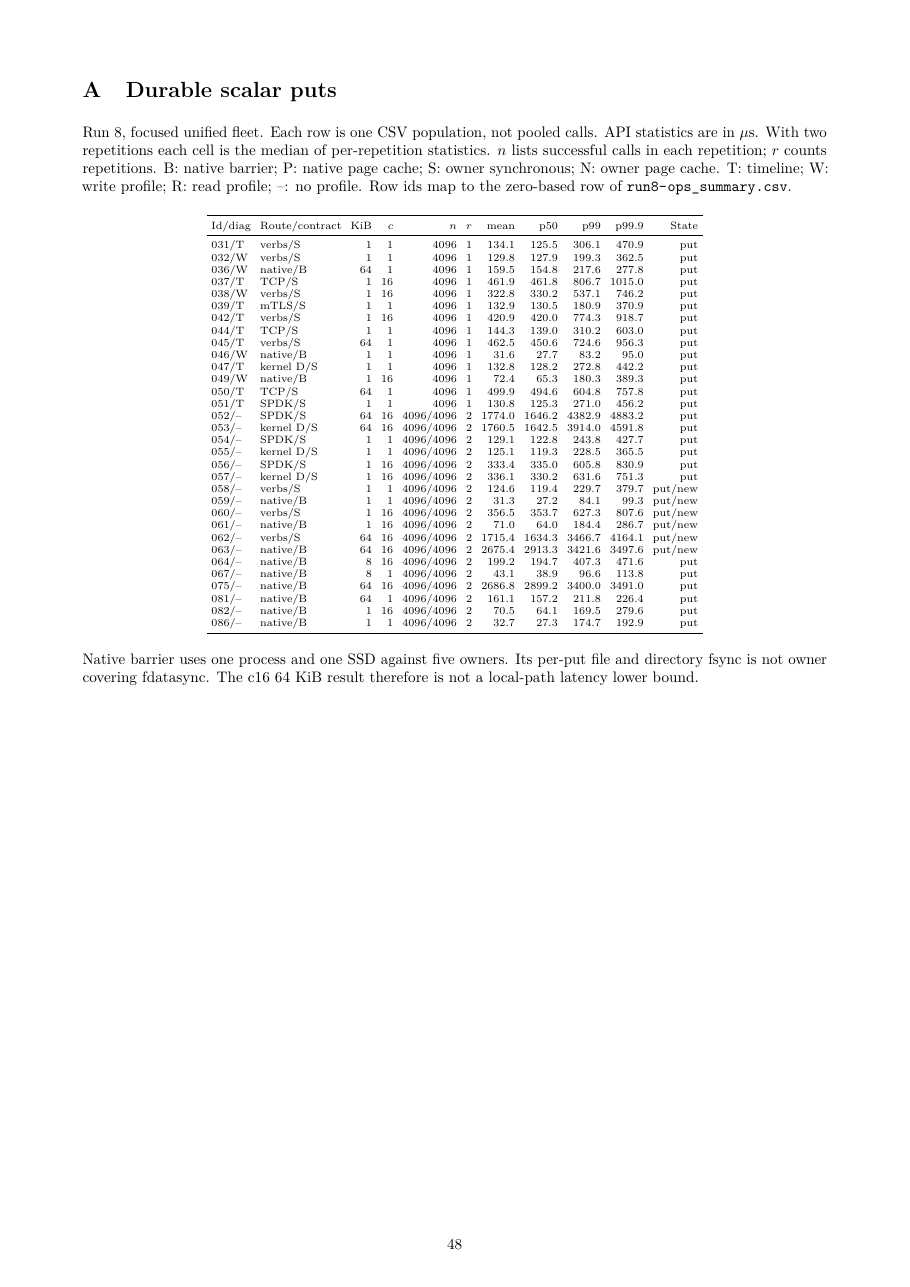 A Durable scalar puts
Run 8, focused unified fleet. Each row is one CSV population, not pooled calls. API statistics are in μs. With two
repetitions each cell is the median of per-repetition statistics. n lists successful calls in each repetition; r counts
repetitions. B: native barrier; P: native page cache; S: owner synchronous; N: owner page cache. T: timeline; W:
write profile; R: read profile; –: no profile. Row ids map to the zero-based row of run8-ops_summary.csv.
Id/diag Route/contract KiB c n r mean p50 p99 p99.9 State
031/T verbs/S 1 1 4096 1 134.1 125.5 306.1 470.9 put
032/W verbs/S 1 1 4096 1 129.8 127.9 199.3 362.5 put
036/W native/B 64 1 4096 1 159.5 154.8 217.6 277.8 put
037/T TCP/S 1 16 4096 1 461.9 461.8 806.7 1015.0 put
038/W verbs/S 1 16 4096 1 322.8 330.2 537.1 746.2 put
039/T mTLS/S 1 1 4096 1 132.9 130.5 180.9 370.9 put
042/T verbs/S 1 16 4096 1 420.9 420.0 774.3 918.7 put
044/T TCP/S 1 1 4096 1 144.3 139.0 310.2 603.0 put
045/T verbs/S 64 1 4096 1 462.5 450.6 724.6 956.3 put
046/W native/B 1 1 4096 1 31.6 27.7 83.2 95.0 put
047/T kernel D/S 1 1 4096 1 132.8 128.2 272.8 442.2 put
049/W native/B 1 16 4096 1 72.4 65.3 180.3 389.3 put
050/T TCP/S 64 1 4096 1 499.9 494.6 604.8 757.8 put
051/T SPDK/S 1 1 4096 1 130.8 125.3 271.0 456.2 put
052/– SPDK/S 64 16 4096/4096 2 1774.0 1646.2 4382.9 4883.2 put
053/– kernel D/S 64 16 4096/4096 2 1760.5 1642.5 3914.0 4591.8 put
054/– SPDK/S 1 1 4096/4096 2 129.1 122.8 243.8 427.7 put
055/– kernel D/S 1 1 4096/4096 2 125.1 119.3 228.5 365.5 put
056/– SPDK/S 1 16 4096/4096 2 333.4 335.0 605.8 830.9 put
057/– kernel D/S 1 16 4096/4096 2 336.1 330.2 631.6 751.3 put
058/– verbs/S 1 1 4096/4096 2 124.6 119.4 229.7 379.7 put/new
059/– native/B 1 1 4096/4096 2 31.3 27.2 84.1 99.3 put/new
060/– verbs/S 1 16 4096/4096 2 356.5 353.7 627.3 807.6 put/new
061/– native/B 1 16 4096/4096 2 71.0 64.0 184.4 286.7 put/new
062/– verbs/S 64 16 4096/4096 2 1715.4 1634.3 3466.7 4164.1 put/new
063/– native/B 64 16 4096/4096 2 2675.4 2913.3 3421.6 3497.6 put/new
064/– native/B 8 16 4096/4096 2 199.2 194.7 407.3 471.6 put
067/– native/B 8 1 4096/4096 2 43.1 38.9 96.6 113.8 put
075/– native/B 64 16 4096/4096 2 2686.8 2899.2 3400.0 3491.0 put
081/– native/B 64 1 4096/4096 2 161.1 157.2 211.8 226.4 put
082/– native/B 1 16 4096/4096 2 70.5 64.1 169.5 279.6 put
086/– native/B 1 1 4096/4096 2 32.7 27.3 174.7 192.9 put
Native barrier uses one process and one SSD against five owners. Its per-put file and directory fsync is not owner
covering fdatasync. The c16 64 KiB result therefore is not a local-path latency lower bound.
48